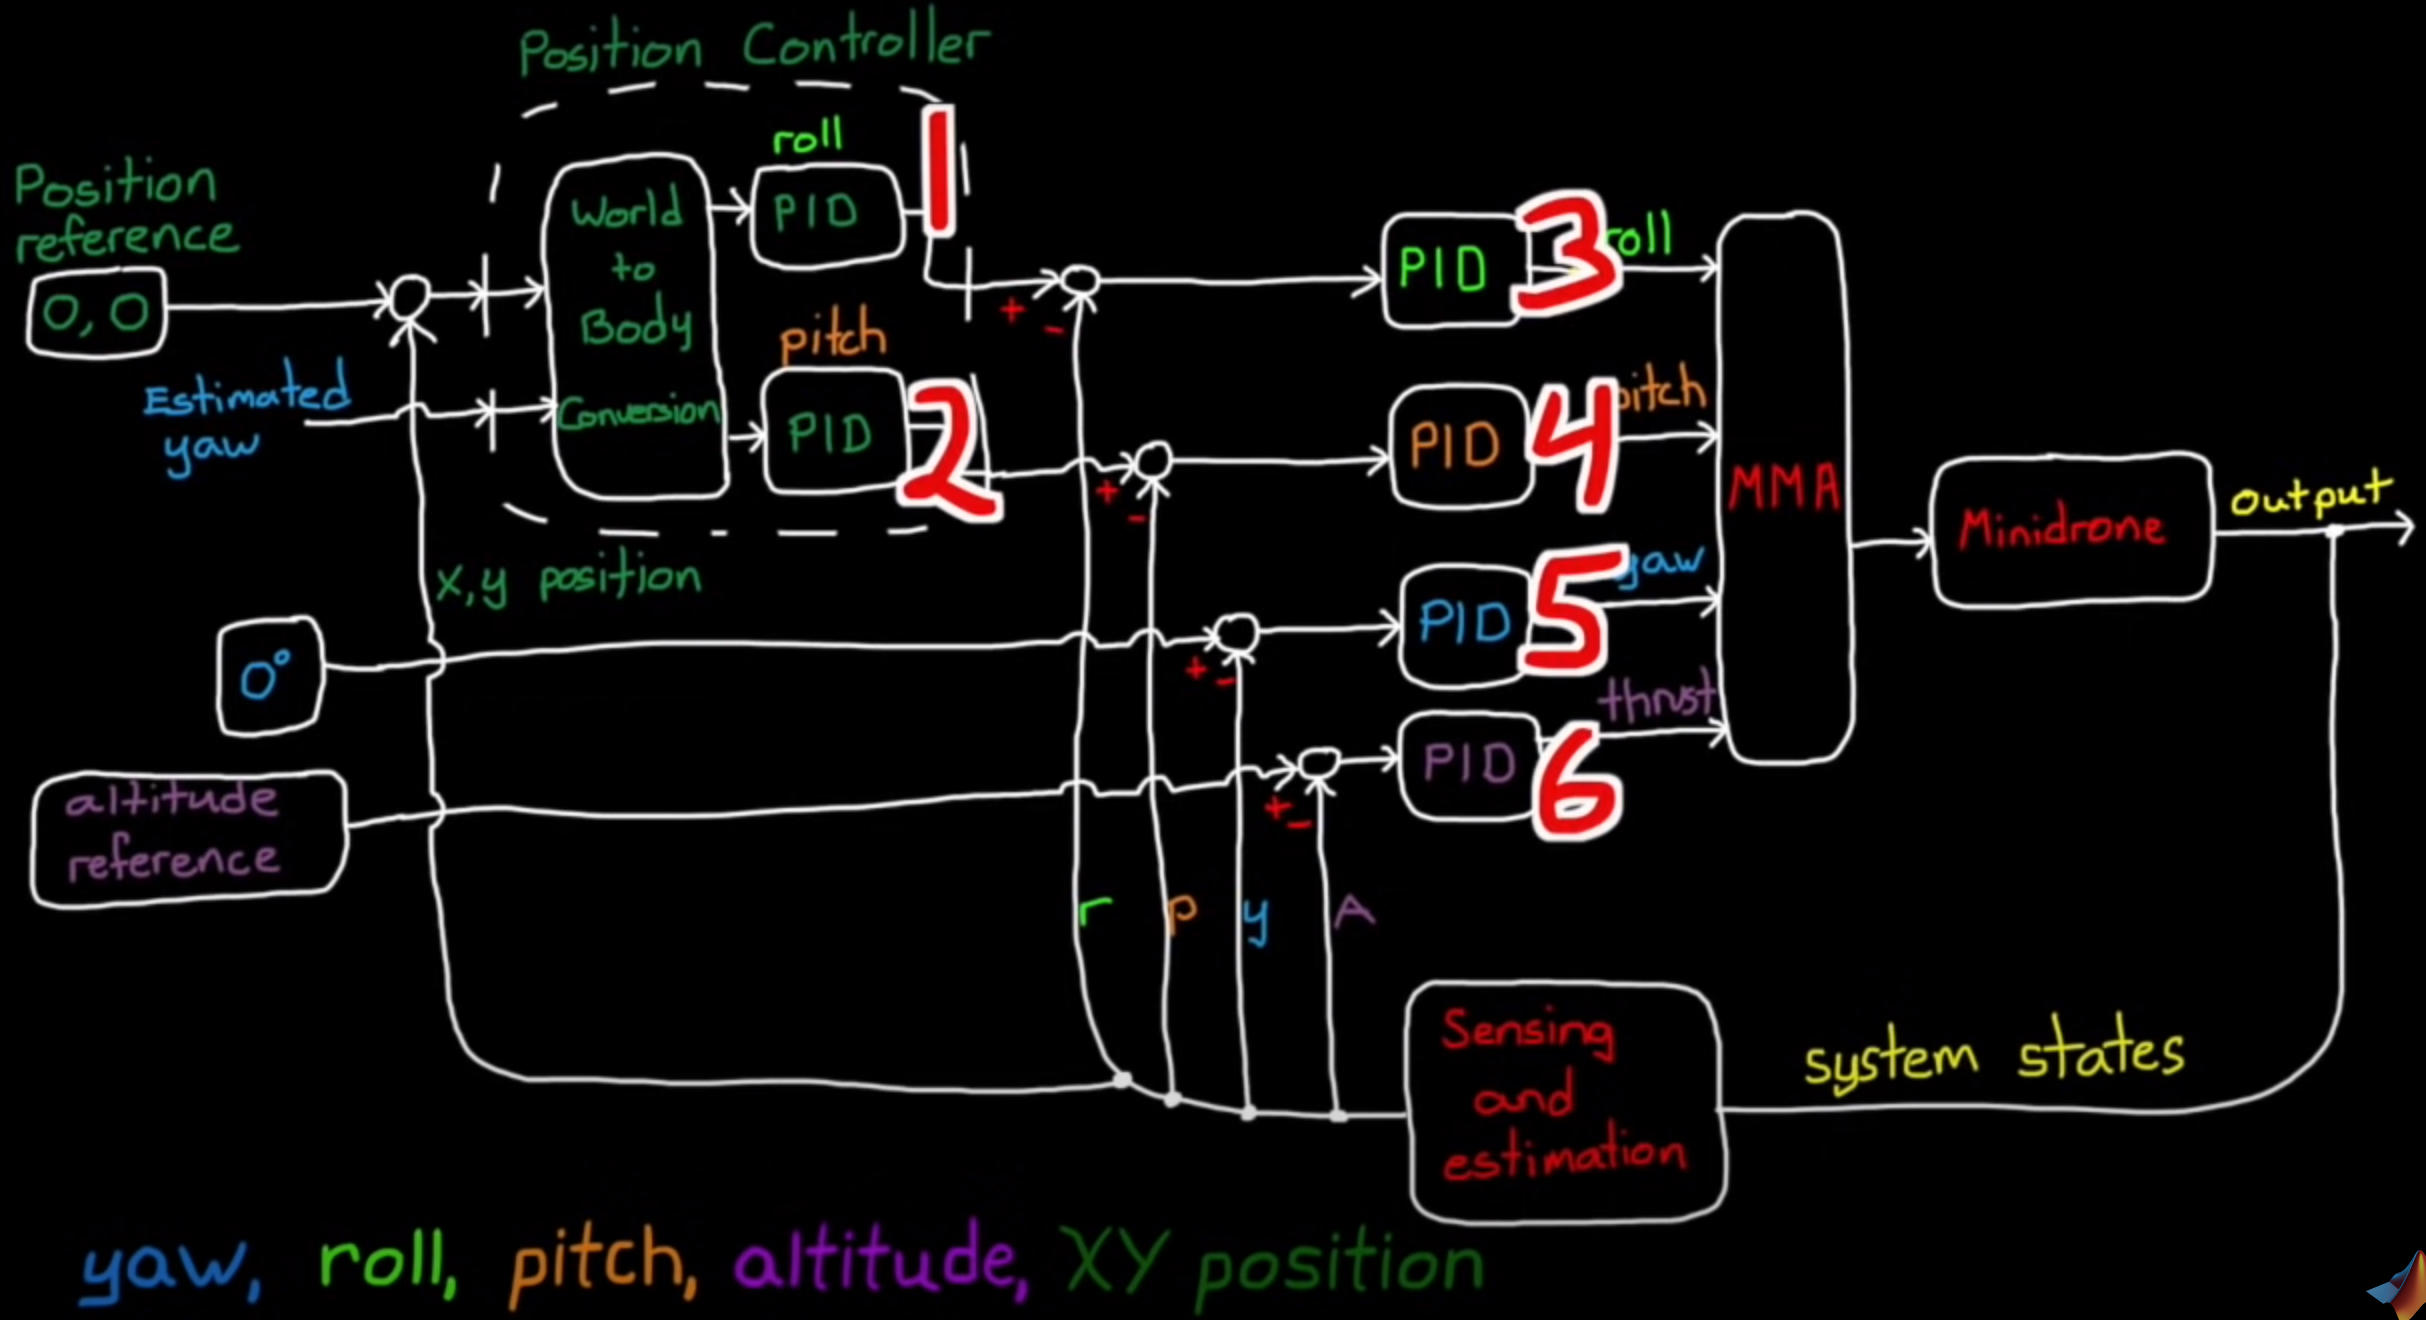 Position Controller
Position
reference
0, 0
Estimated
yaw
World
to
Body
Conversion
roll
PID
1
pitch
PID
2
x, y position
+
-
+
-
+
-
+
-
0°
altitude
reference
PID
3
roll
PID
4
pitch
PID
5
yaw
PID
6
thrust
MMA
Minidrone
output
r
p
y
A
Sensing
and
estimation
system states
yaw, roll, pitch, altitude, XY position